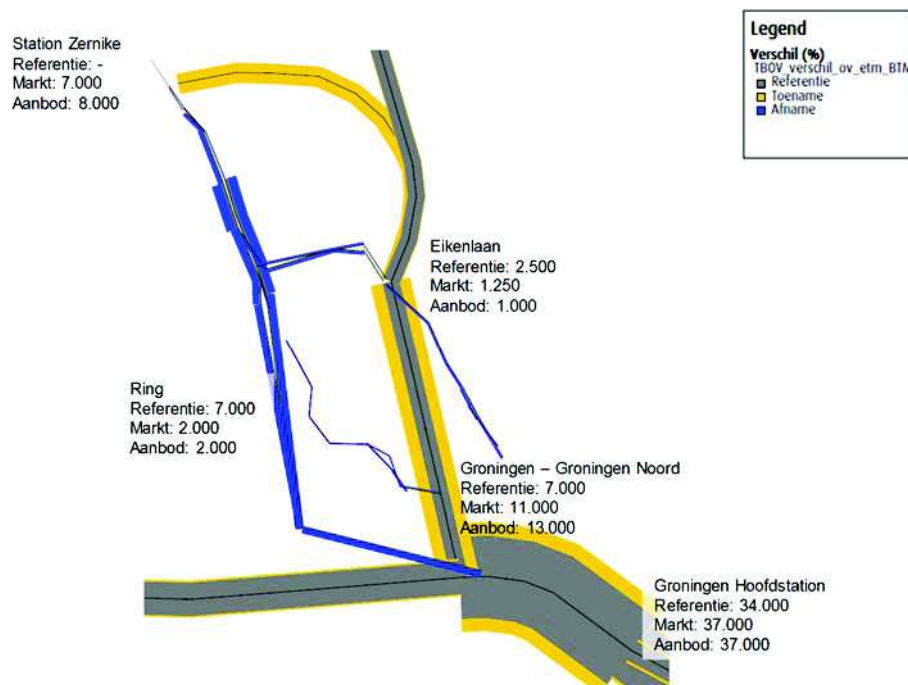 Station Zernike
Referentie: -
Markt: 7.000
Aanbod: 8.000
Legend
Verschil (%)
TBOV_verschil_ov_etm_BTM
Referentie
Toename
Afname
Eikenlaan
Referentie: 2.500
Markt: 1.250
Aanbod: 1.000
Ring
Referentie: 7.000
Markt: 2.000
Aanbod: 2.000
Groningen – Groningen Noord
Referentie: 7.000
Markt: 11.000
Aanbod: 13.000
Groningen Hoofdstation
Referentie: 34.000
Markt: 37.000
Aanbod: 37.000